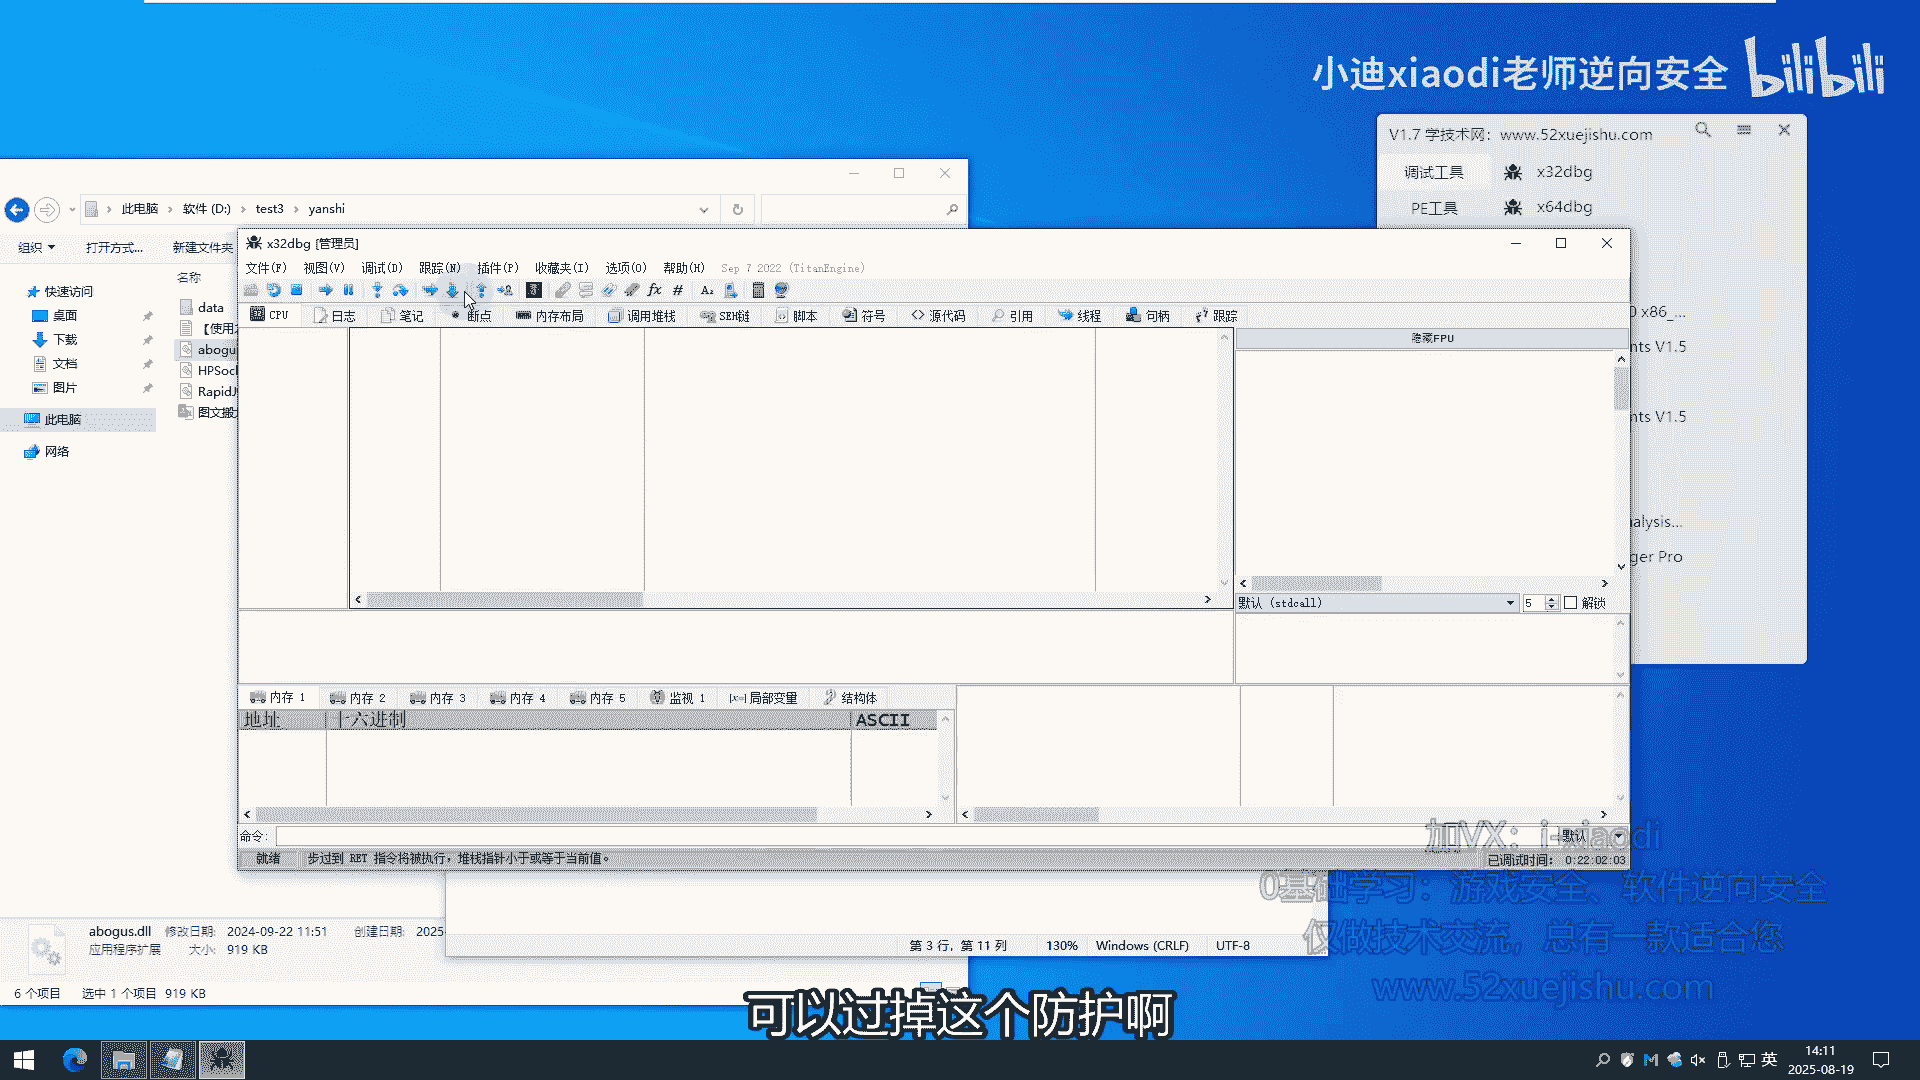 小迪xiaodi老师逆向安全 bilibili
V1.7 学技术网：www.52xuejishu.com
调试工具 x32dbg
PE工具 x64dbg
此电脑 软件 (D:) test3 yanshi
组织 打开方式... 新建文件夹
名称
快速访问
桌面
下载
文档
图片
此电脑
网络
data
abogu
HPSoc
图文搬
x32dbg [管理员]
文件(F) 视图(V) 调试(D) 跟踪(N) 插件(P) 收藏夹(I) 选项(O) 帮助(H) Sep 7 2022 (TitanEngine)
CPU 日志 笔记 断点 内存布局 调用堆栈 SEH链 脚本 符号 源代码 引用 线程 句柄 跟踪
隐藏FPU
0 x86_...
nts V1.5
nts V1.5
alysis...
ger Pro
默认 (stdcall) 5 解锁
内存 1 内存 2 内存 3 内存 4 内存 5 监视 1 局部变量 结构体
地址 十六进制 ASCII
命令: 默认
就绪 步过到 RET 指令将被执行，堆栈指针小于或等于当前值。 已调试时间： 0:22:02:03
加VX：i-xiaodi
0基础学习：游戏安全、软件逆向安全
仅做技术交流，总有一款适合您
www.52xuejishu.com
第 3 行，第 11 列 130% Windows (CRLF) UTF-8
abogus.dll 修改日期: 2024-09-22 11:51 创建日期: 2025-
应用程序扩展 大小: 919 KB
6 个项目 选中 1 个项目 919 KB
可以过掉这个防护啊
英 14:11
2025-08-19